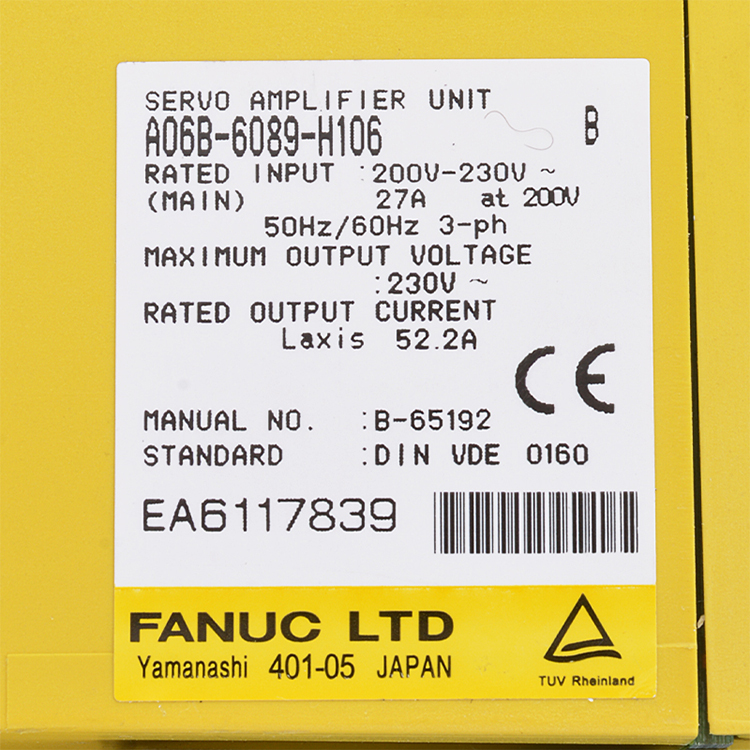 SERVO AMPLIFIER UNIT
A06B-6089-H106 B
RATED INPUT :200V-230V ~
(MAIN) 27A at 200V
50Hz/60Hz 3-ph
MAXIMUM OUTPUT VOLTAGE
:230V ~
RATED OUTPUT CURRENT
Laxis 52.2A
CE
MANUAL NO. :B-65192
STANDARD :DIN VDE 0160
EA6117839
FANUC LTD
Yamanashi 401-05 JAPAN
TUV Rheinland